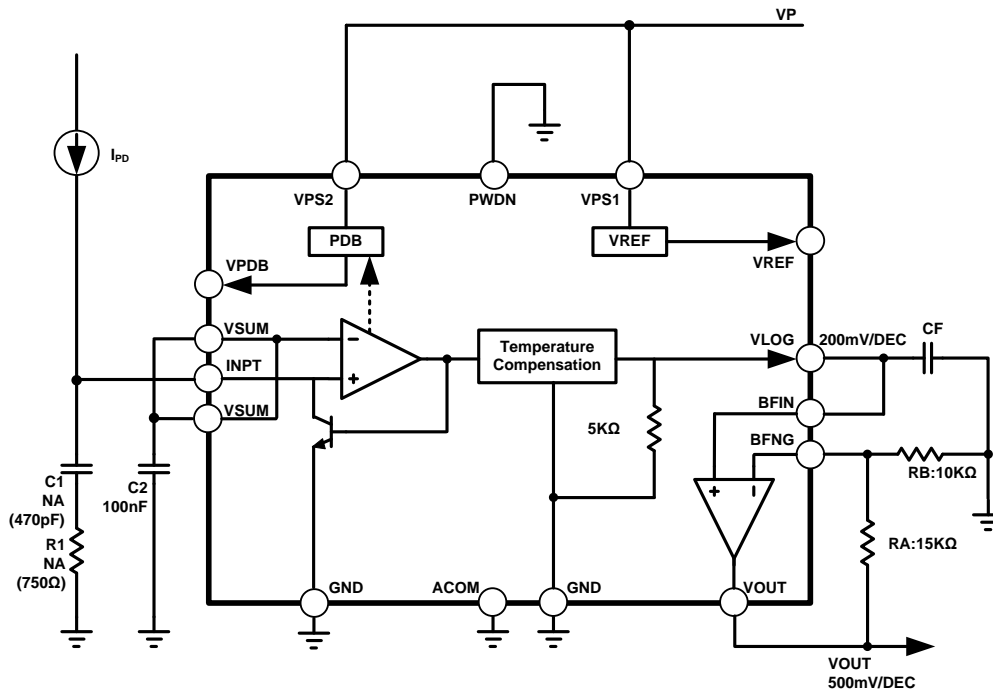 VP
I_PD
VPS2
PWDN
VPS1
PDB
VREF
VPDB
VREF
VSUM
INPT
VSUM
Temperature
Compensation
VLOG
200mV/DEC
CF
BFIN
BFNG
5KΩ
RB:10KΩ
C1
NA
(470pF)
R1
NA
(750Ω)
C2
100nF
RA:15KΩ
GND
ACOM
GND
VOUT
VOUT
500mV/DEC